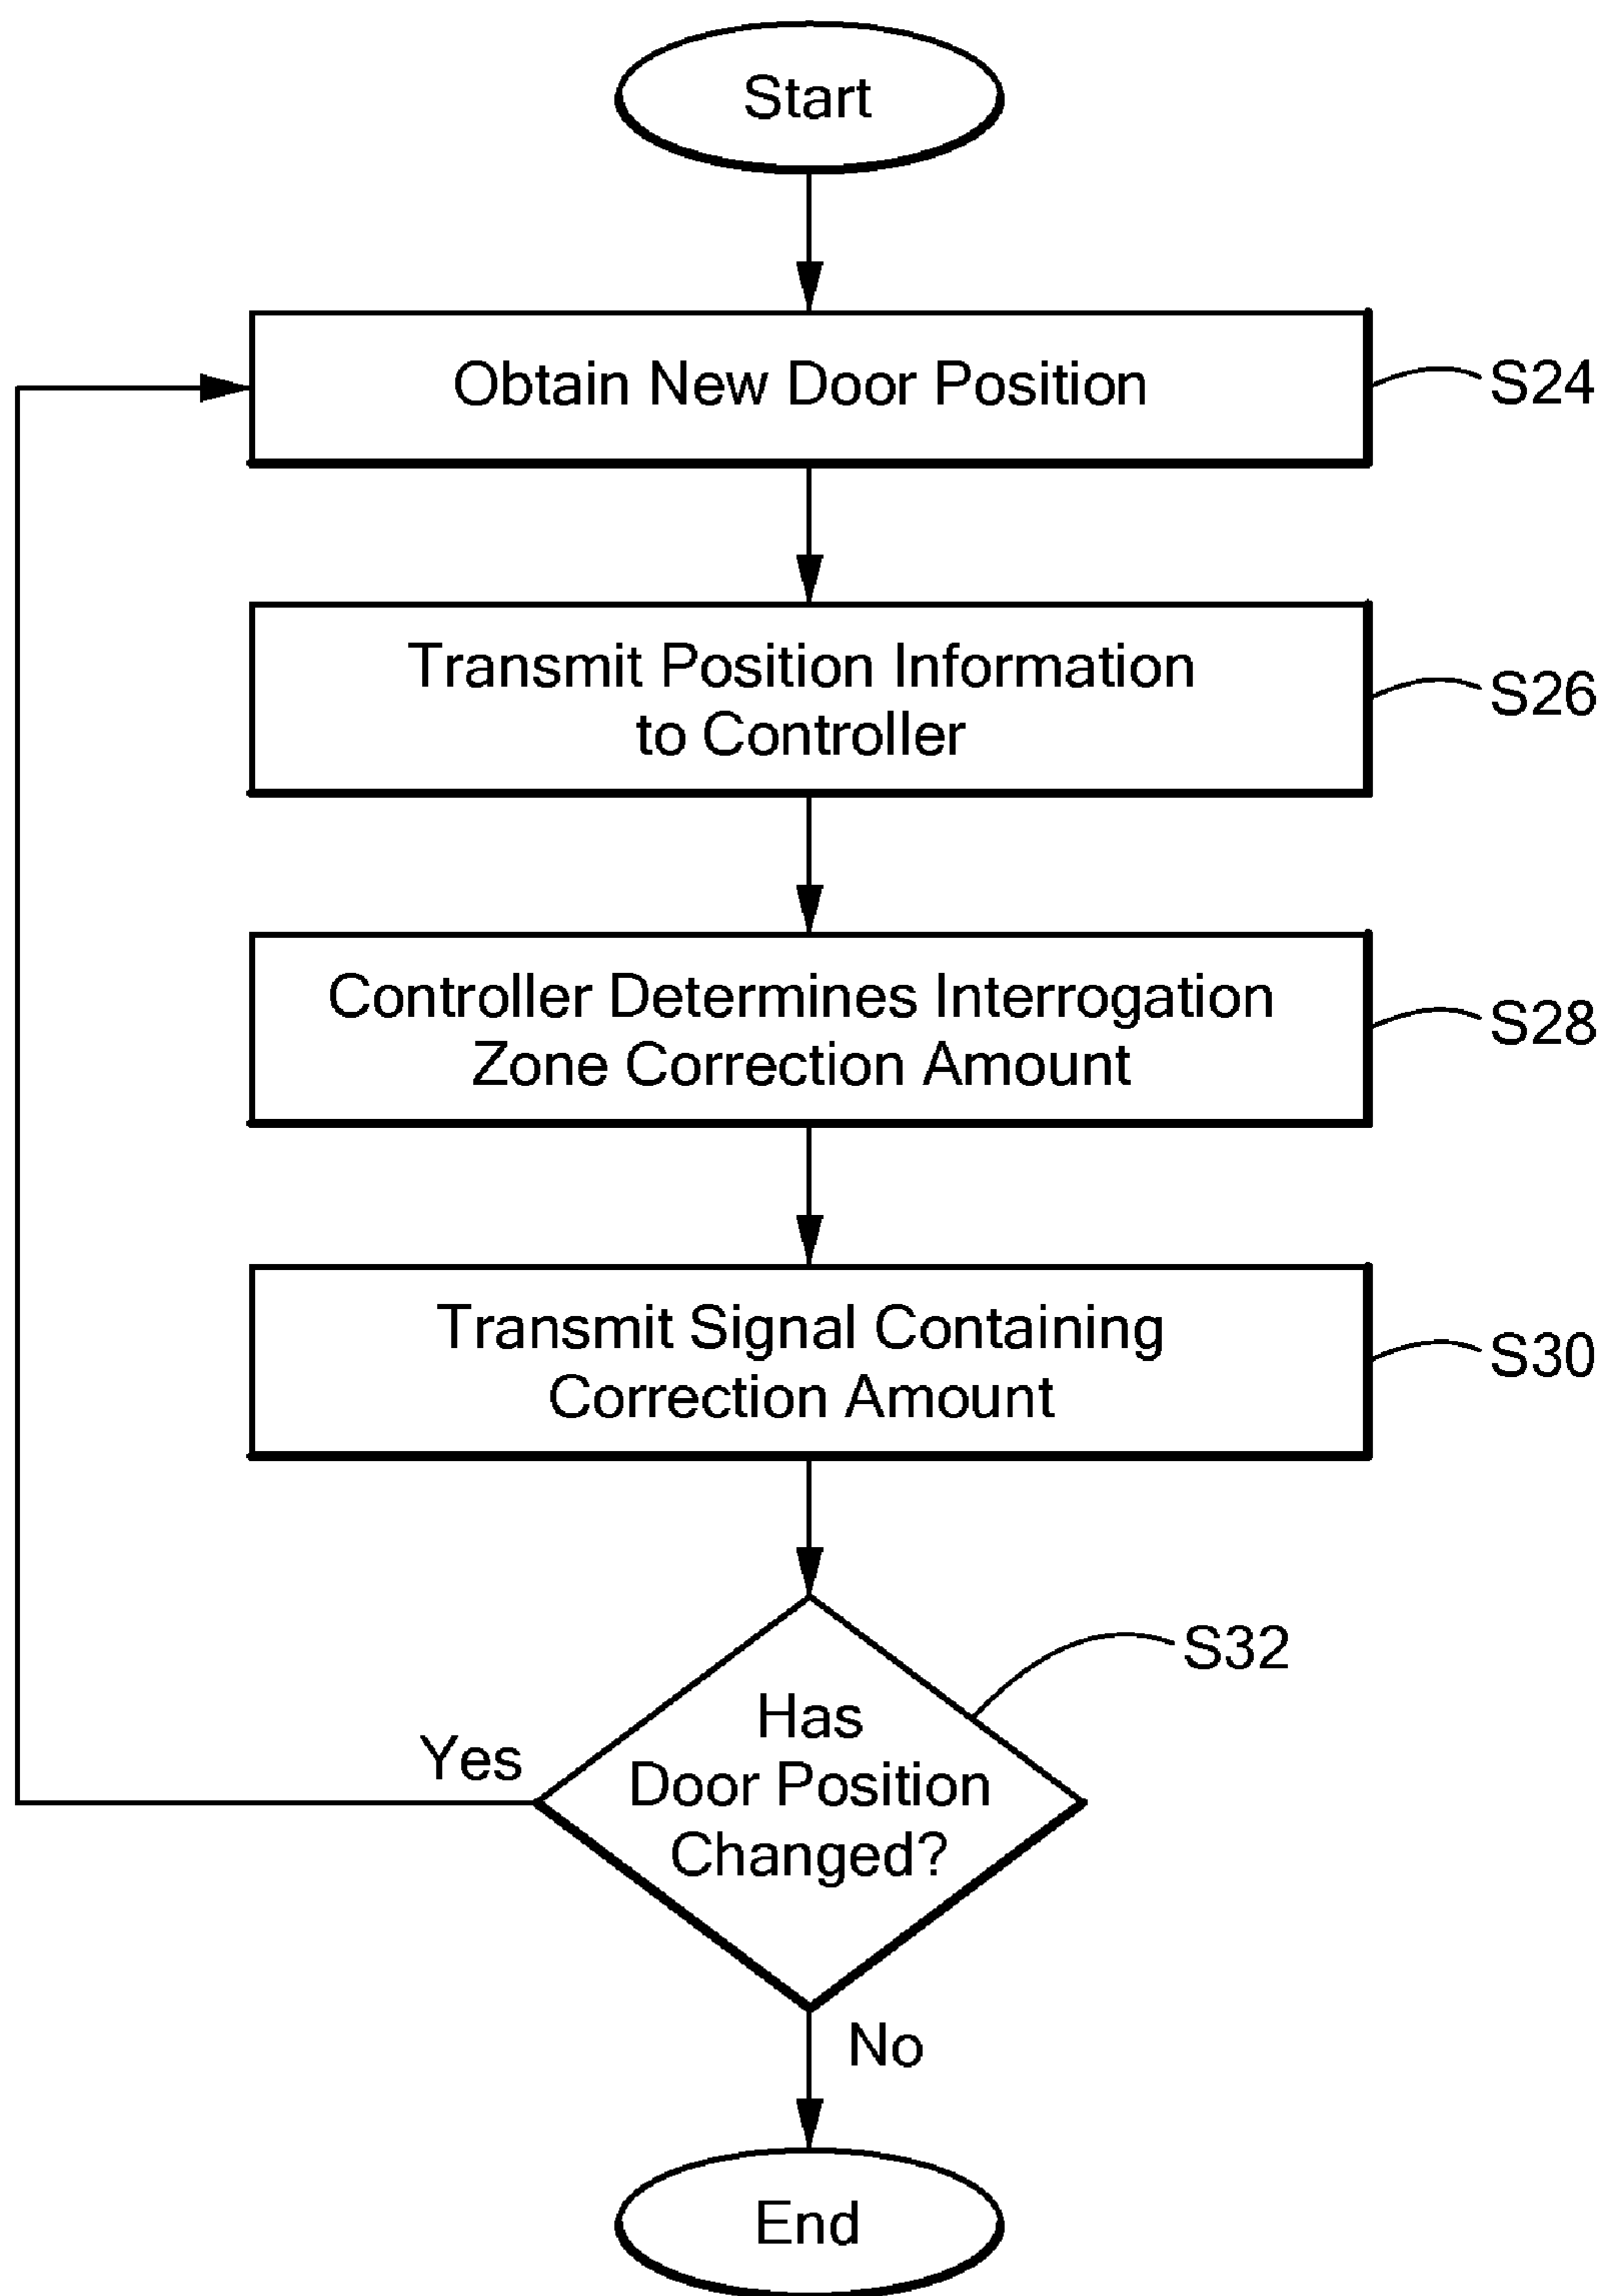 Start
Obtain New Door Position
S24
Transmit Position Information
to Controller
S26
Controller Determines Interrogation
Zone Correction Amount
S28
Transmit Signal Containing
Correction Amount
S30
S32
Has
Door Position
Changed?
Yes
No
End